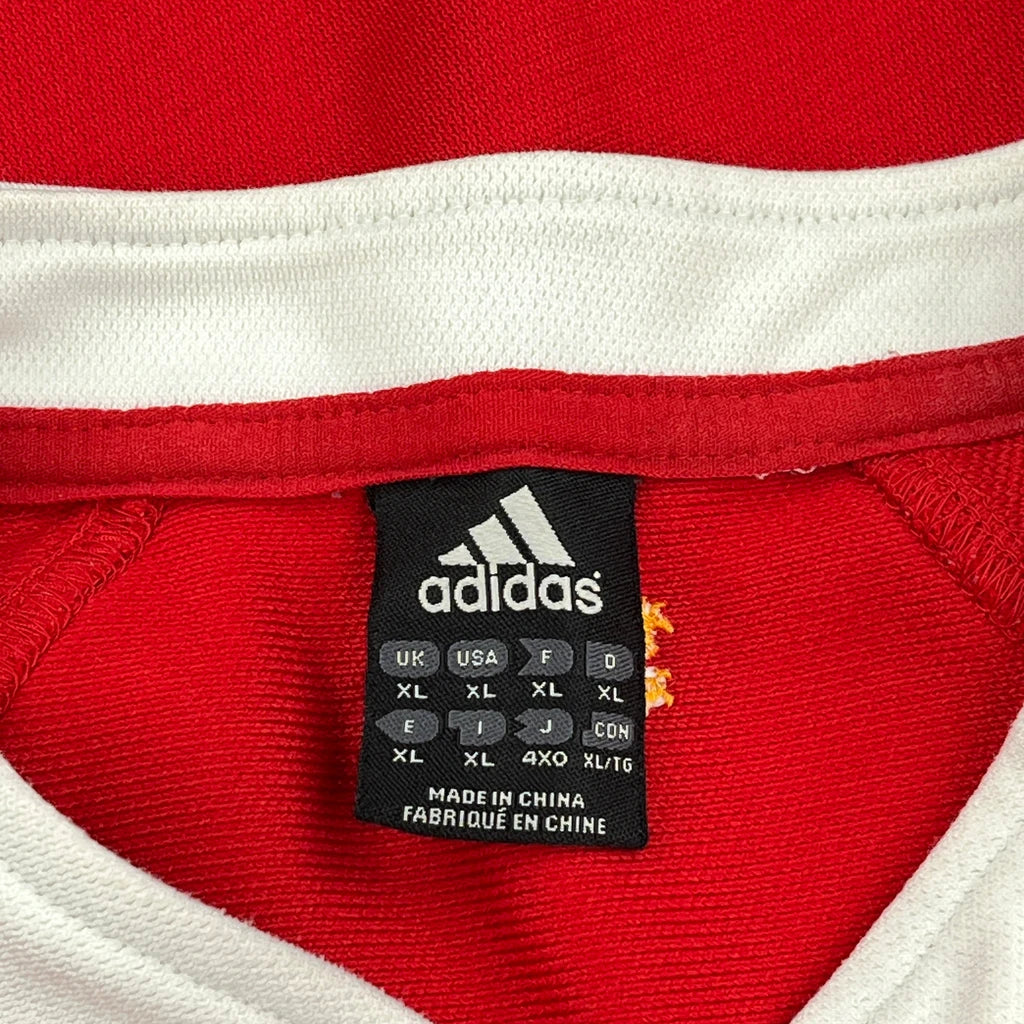 adidas
UK USA F D
XL XL XL XL
E I J CON
XL XL 4XO XL/TG
MADE IN CHINA
FABRIQUÉ EN CHINE